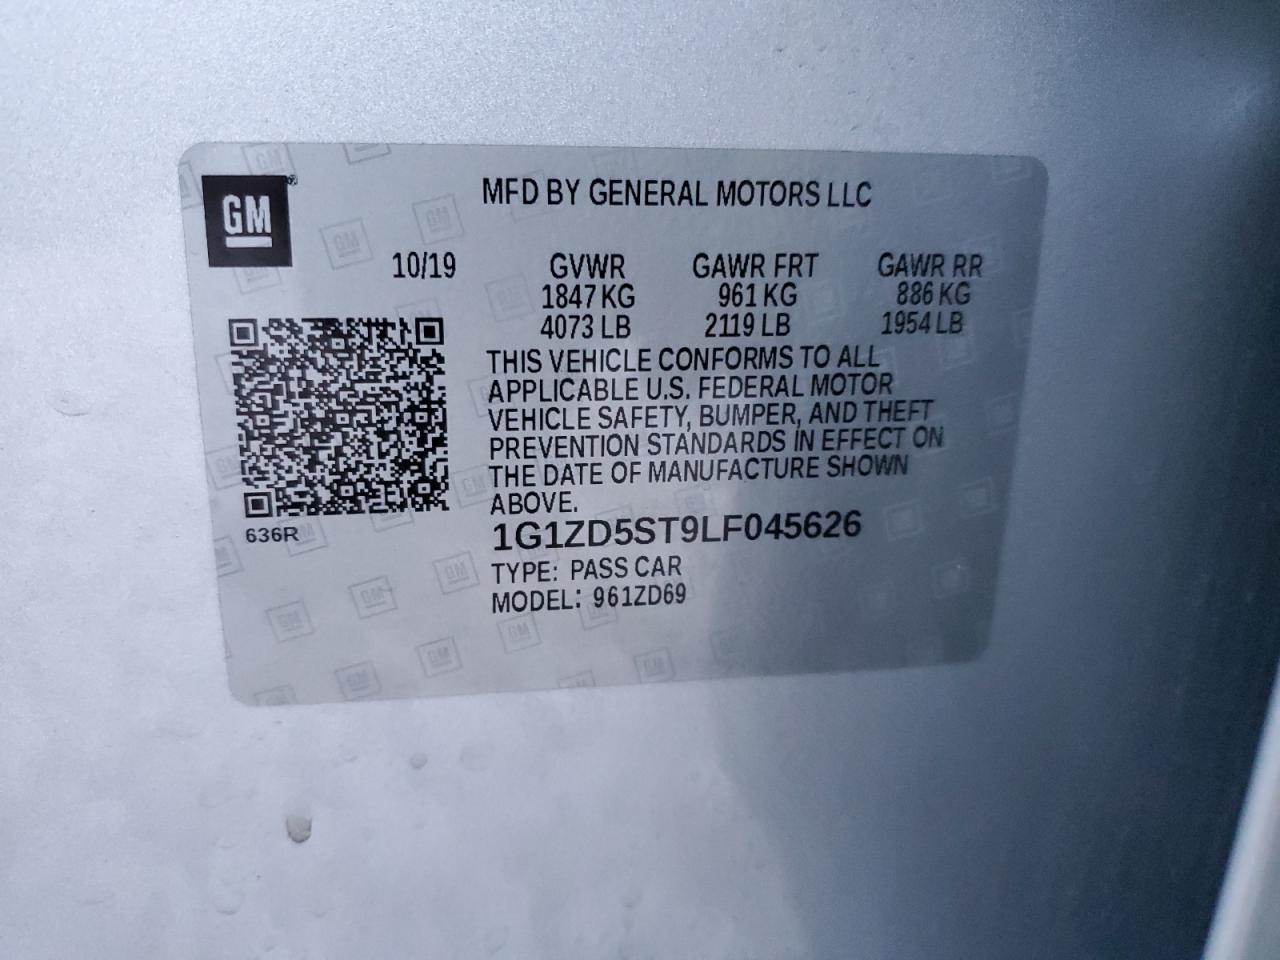 GM
MFD BY GENERAL MOTORS LLC
10/19 GVWR GAWR FRT GAWR RR
1847 KG 961 KG 886 KG
4073 LB 2119 LB 1954 LB
THIS VEHICLE CONFORMS TO ALL
APPLICABLE U.S. FEDERAL MOTOR
VEHICLE SAFETY, BUMPER, AND THEFT
PREVENTION STANDARDS IN EFFECT ON
THE DATE OF MANUFACTURE SHOWN
ABOVE.
636R
1G1ZD5ST9LF045626
TYPE: PASS CAR
MODEL: 961ZD69